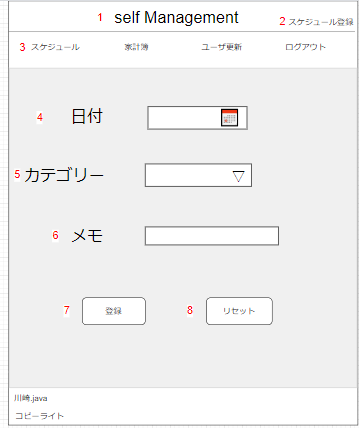 1 self Management
2 スケジュール登録
3 スケジュール 家計簿 ユーザ更新 ログアウト
4 日付
5 カテゴリー ▽
6 メモ
7 登録 8 リセット
川崎.java
コピーライト